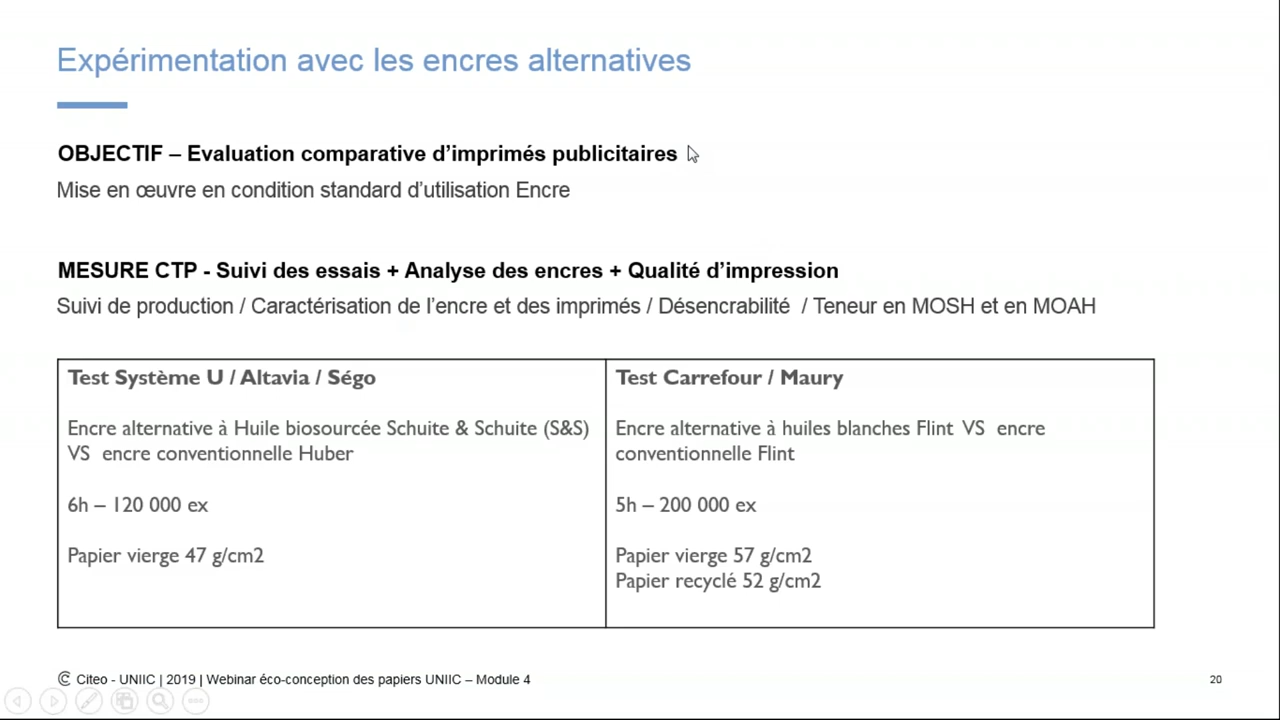 Expérimentation avec les encres alternatives
OBJECTIF – Evaluation comparative d’imprimés publicitaires
Mise en œuvre en condition standard d’utilisation Encre
MESURE CTP - Suivi des essais + Analyse des encres + Qualité d’impression
Suivi de production / Caractérisation de l’encre et des imprimés / Désencrabilité / Teneur en MOSH et en MOAH
Test Système U / Altavia / Ségo
Encre alternative à Huile biosourcée Schuite & Schuite (S&S)
VS encre conventionnelle Huber
6h – 120 000 ex
Papier vierge 47 g/cm2
Test Carrefour / Maury
Encre alternative à huiles blanches Flint VS encre
conventionnelle Flint
5h – 200 000 ex
Papier vierge 57 g/cm2
Papier recyclé 52 g/cm2
Citeo - UNIIC | 2019 | Webinar éco-conception des papiers UNIIC – Module 4
20